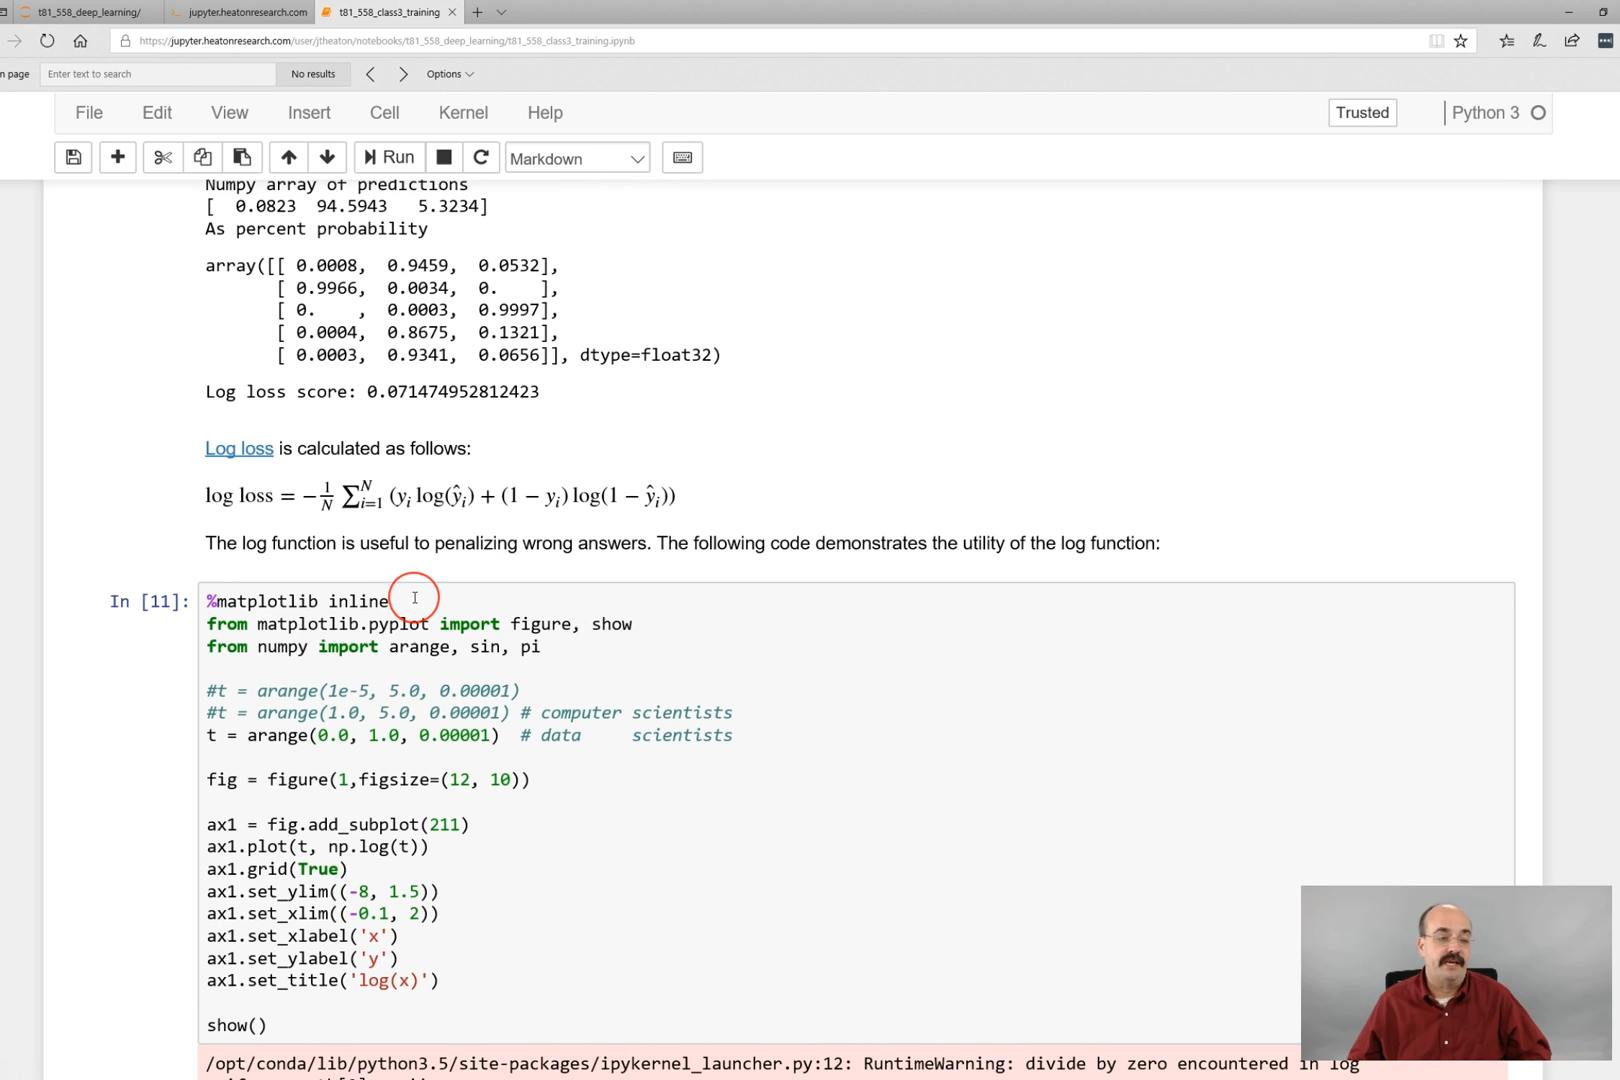 t81_558_deep_learning/ jupyter.heatonresearch.com t81_558_class3_training
https://jupyter.heatonresearch.com/user/jtheaton/notebooks/t81_558_deep_learning/t81_558_class3_training.ipynb
n page Enter text to search No results Options
File Edit View Insert Cell Kernel Help Trusted Python 3
Run Markdown
Numpy array of predictions
[ 0.0823 94.5943 5.3234]
As percent probability
array([[ 0.0008, 0.9459, 0.0532],
[ 0.9966, 0.0034, 0. ],
[ 0. , 0.0003, 0.9997],
[ 0.0004, 0.8675, 0.1321],
[ 0.0003, 0.9341, 0.0656]], dtype=float32)
Log loss score: 0.071474952812423
Log loss is calculated as follows:
log loss = −1/N ∑_{i=1}^{N} (y_i log(ŷ_i) + (1 − y_i) log(1 − ŷ_i))
The log function is useful to penalizing wrong answers. The following code demonstrates the utility of the log function:
In [11]: %matplotlib inline
from matplotlib.pyplot import figure, show
from numpy import arange, sin, pi
#t = arange(1e-5, 5.0, 0.00001)
#t = arange(1.0, 5.0, 0.00001) # computer scientists
t = arange(0.0, 1.0, 0.00001) # data scientists
fig = figure(1,figsize=(12, 10))
ax1 = fig.add_subplot(211)
ax1.plot(t, np.log(t))
ax1.grid(True)
ax1.set_ylim((-8, 1.5))
ax1.set_xlim((-0.1, 2))
ax1.set_xlabel('x')
ax1.set_ylabel('y')
ax1.set_title('log(x)')
show()
/opt/conda/lib/python3.5/site-packages/ipykernel_launcher.py:12: RuntimeWarning: divide by zero encountered in log